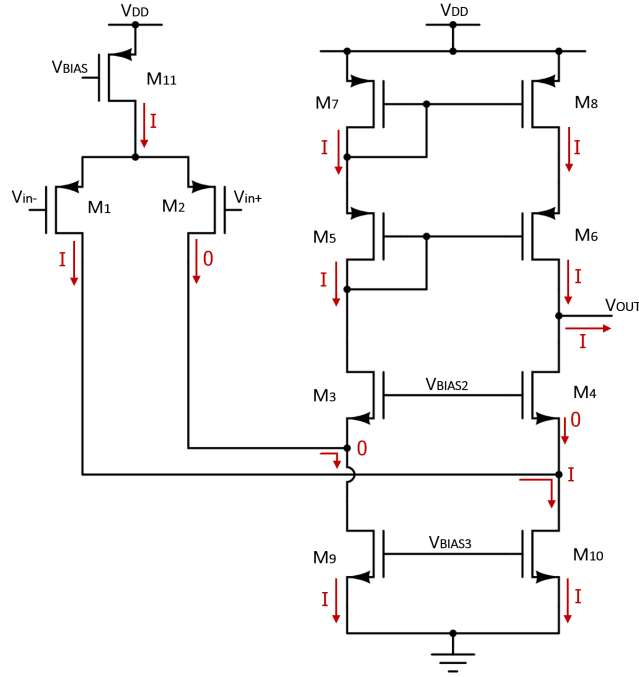 VDD
VDD
VBIAS
M11
I
M7
M8
I
I
Vin-
M1
M2
Vin+
I
0
M5
M6
I
I
VOUT
I
M3
VBIAS2
M4
0
0
I
M9
VBIAS3
M10
I
I